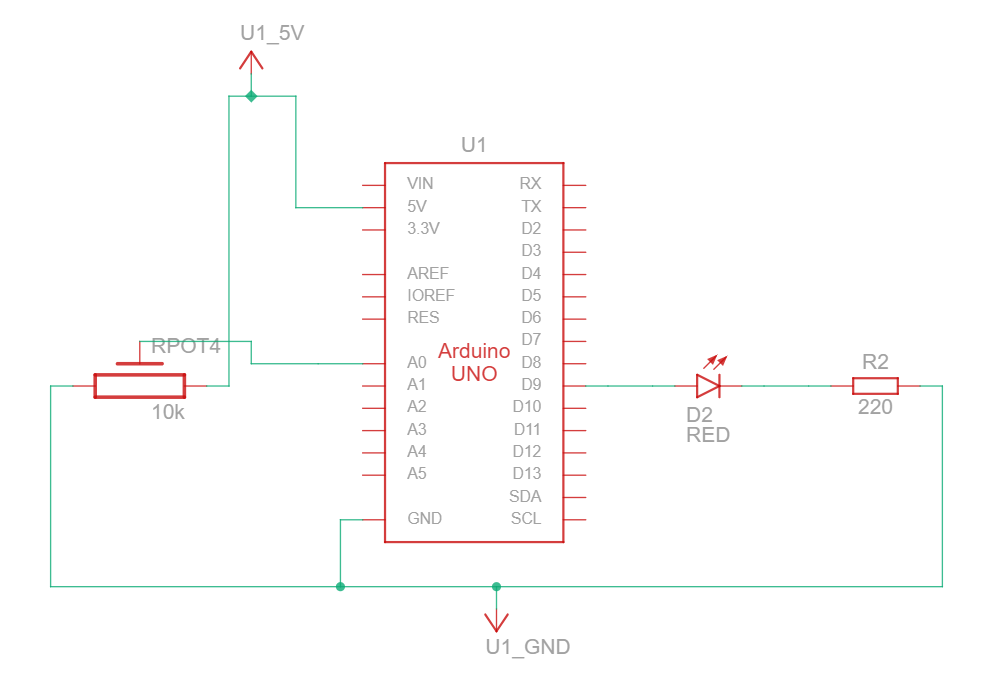 U1_5V
U1
VIN
RX
5V
TX
3.3V
D2
D3
AREF
D4
IOREF
D5
RES
D6
RPOT4
D7
Arduino
UNO
A0
D8
A1
D9
R2
10k
A2
D10
D2
RED
220
A3
D11
A4
D12
A5
D13
SDA
GND
SCL
U1_GND